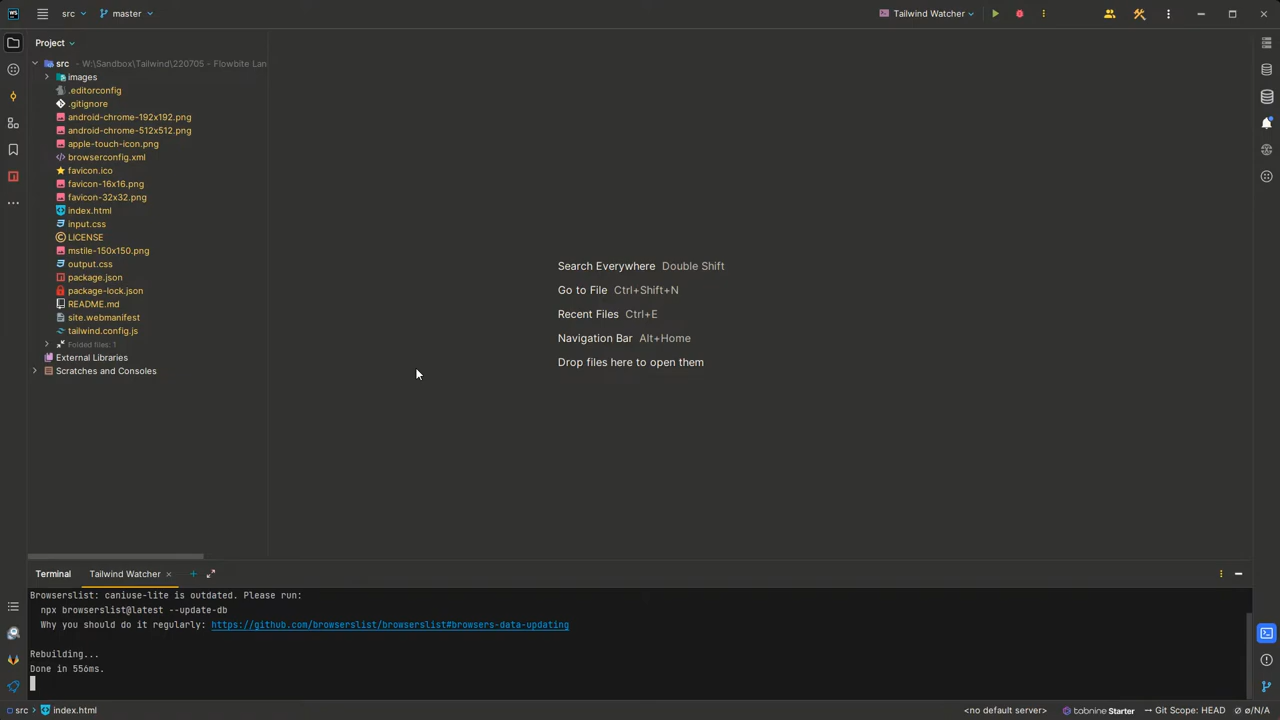 WS
src
master
Tailwind Watcher
Project
src - W:\Sandbox\Tailwind\220705 - Flowbite Lan
images
.editorconfig
.gitignore
android-chrome-192x192.png
android-chrome-512x512.png
apple-touch-icon.png
browserconfig.xml
favicon.ico
favicon-16x16.png
favicon-32x32.png
index.html
input.css
LICENSE
mstile-150x150.png
output.css
package.json
package-lock.json
README.md
site.webmanifest
tailwind.config.js
Folded files: 1
External Libraries
Scratches and Consoles
Search Everywhere Double Shift
Go to File Ctrl+Shift+N
Recent Files Ctrl+E
Navigation Bar Alt+Home
Drop files here to open them
Terminal
Tailwind Watcher
Browserslist: caniuse-lite is outdated. Please run:
npx browserslist@latest --update-db
Why you should do it regularly: https://github.com/browserslist/browserslist#browsers-data-updating
Rebuilding...
Done in 556ms.
src
index.html
<no default server>
tabnine Starter
Git Scope: HEAD
ø/N/A